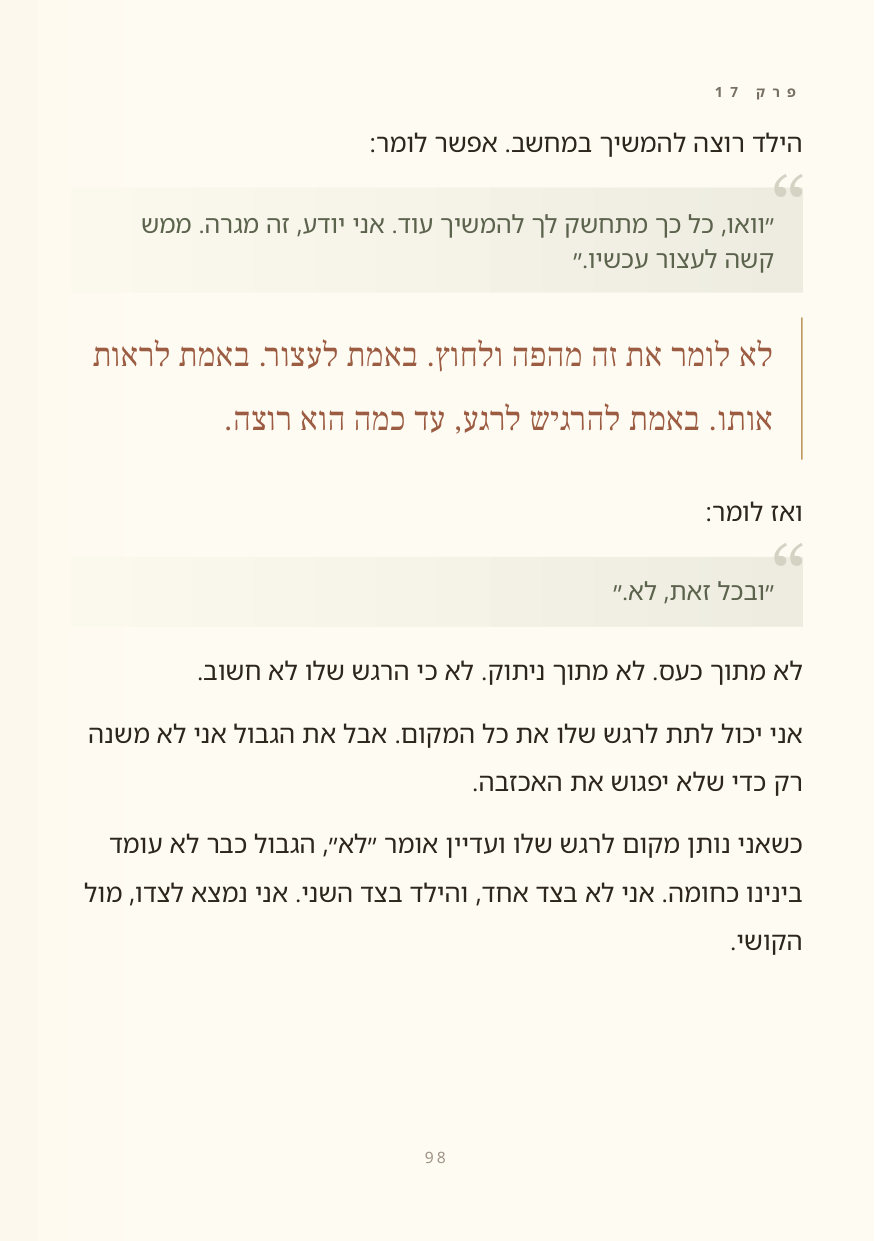 פרק 17
הילד רוצה להמשיך במחשב. אפשר לומר:
“
״וואו, כל כך מתחשק לך להמשיך עוד. אני יודע, זה מגרה. ממש
קשה לעצור עכשיו.״
לא לומר את זה מהפה ולחוץ. באמת לעצור. באמת לראות
אותו. באמת להרגיש לרגע, עד כמה הוא רוצה.
ואז לומר:
“
״ובכל זאת, לא.״
לא מתוך כעס. לא מתוך ניתוק. לא כי הרגש שלו לא חשוב.
אני יכול לתת לרגש שלו את כל המקום. אבל את הגבול אני לא משנה
רק כדי שלא יפגוש את האכזבה.
כשאני נותן מקום לרגש שלו ועדיין אומר ״לא״, הגבול כבר לא עומד
בינינו כחומה. אני לא בצד אחד, והילד בצד השני. אני נמצא לצדו, מול
הקושי.
98